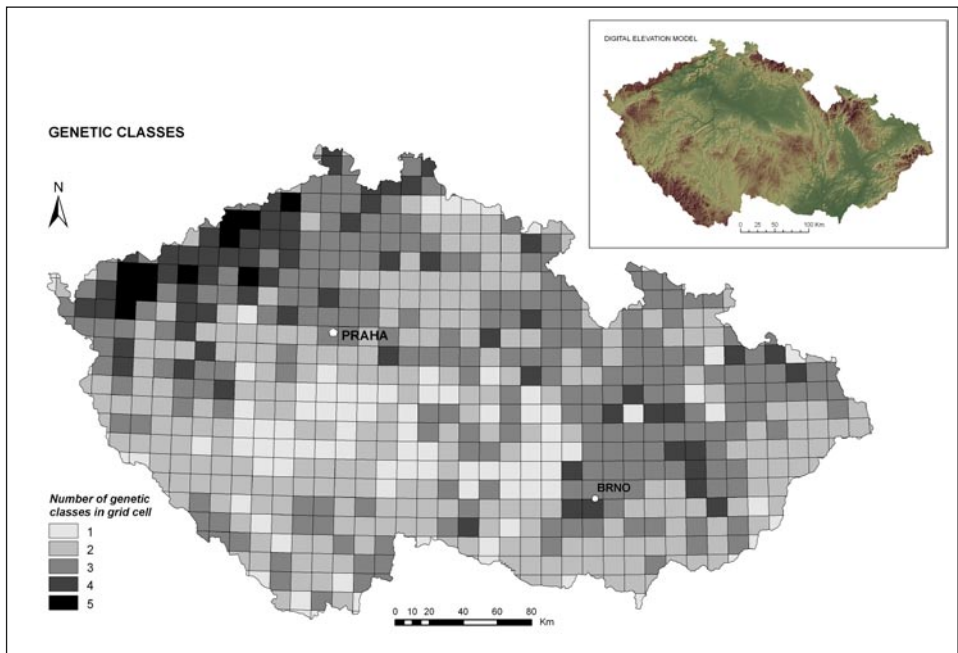 DIGITAL ELEVATION MODEL
0 25 50 100 Km
GENETIC CLASSES
N
PRAHA
BRNO
Number of genetic
classes in grid cell
1
2
3
4
5
0 10 20 40 60 80
Km